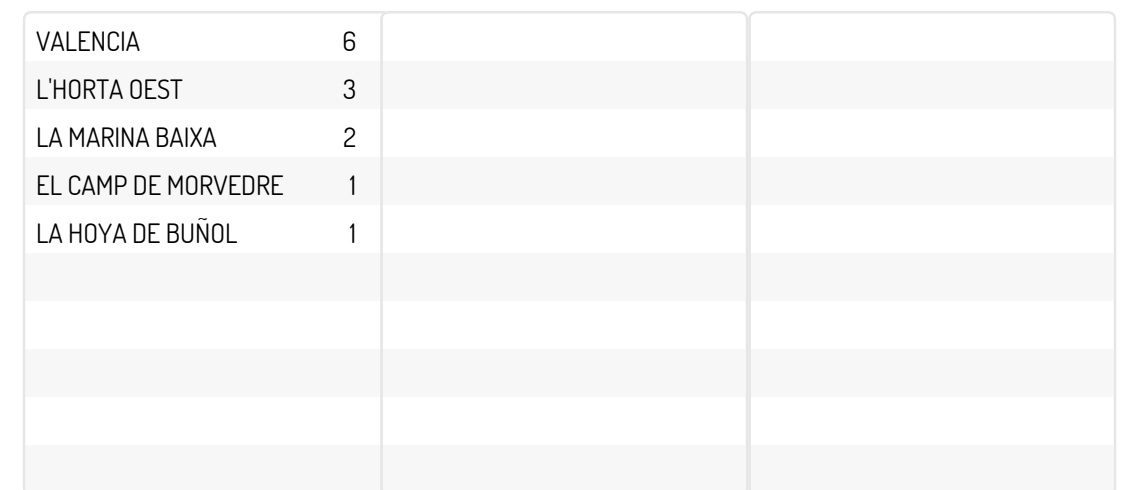 VALENCIA 6
L'HORTA OEST 3
LA MARINA BAIXA 2
EL CAMP DE MORVEDRE 1
LA HOYA DE BUÑOL 1